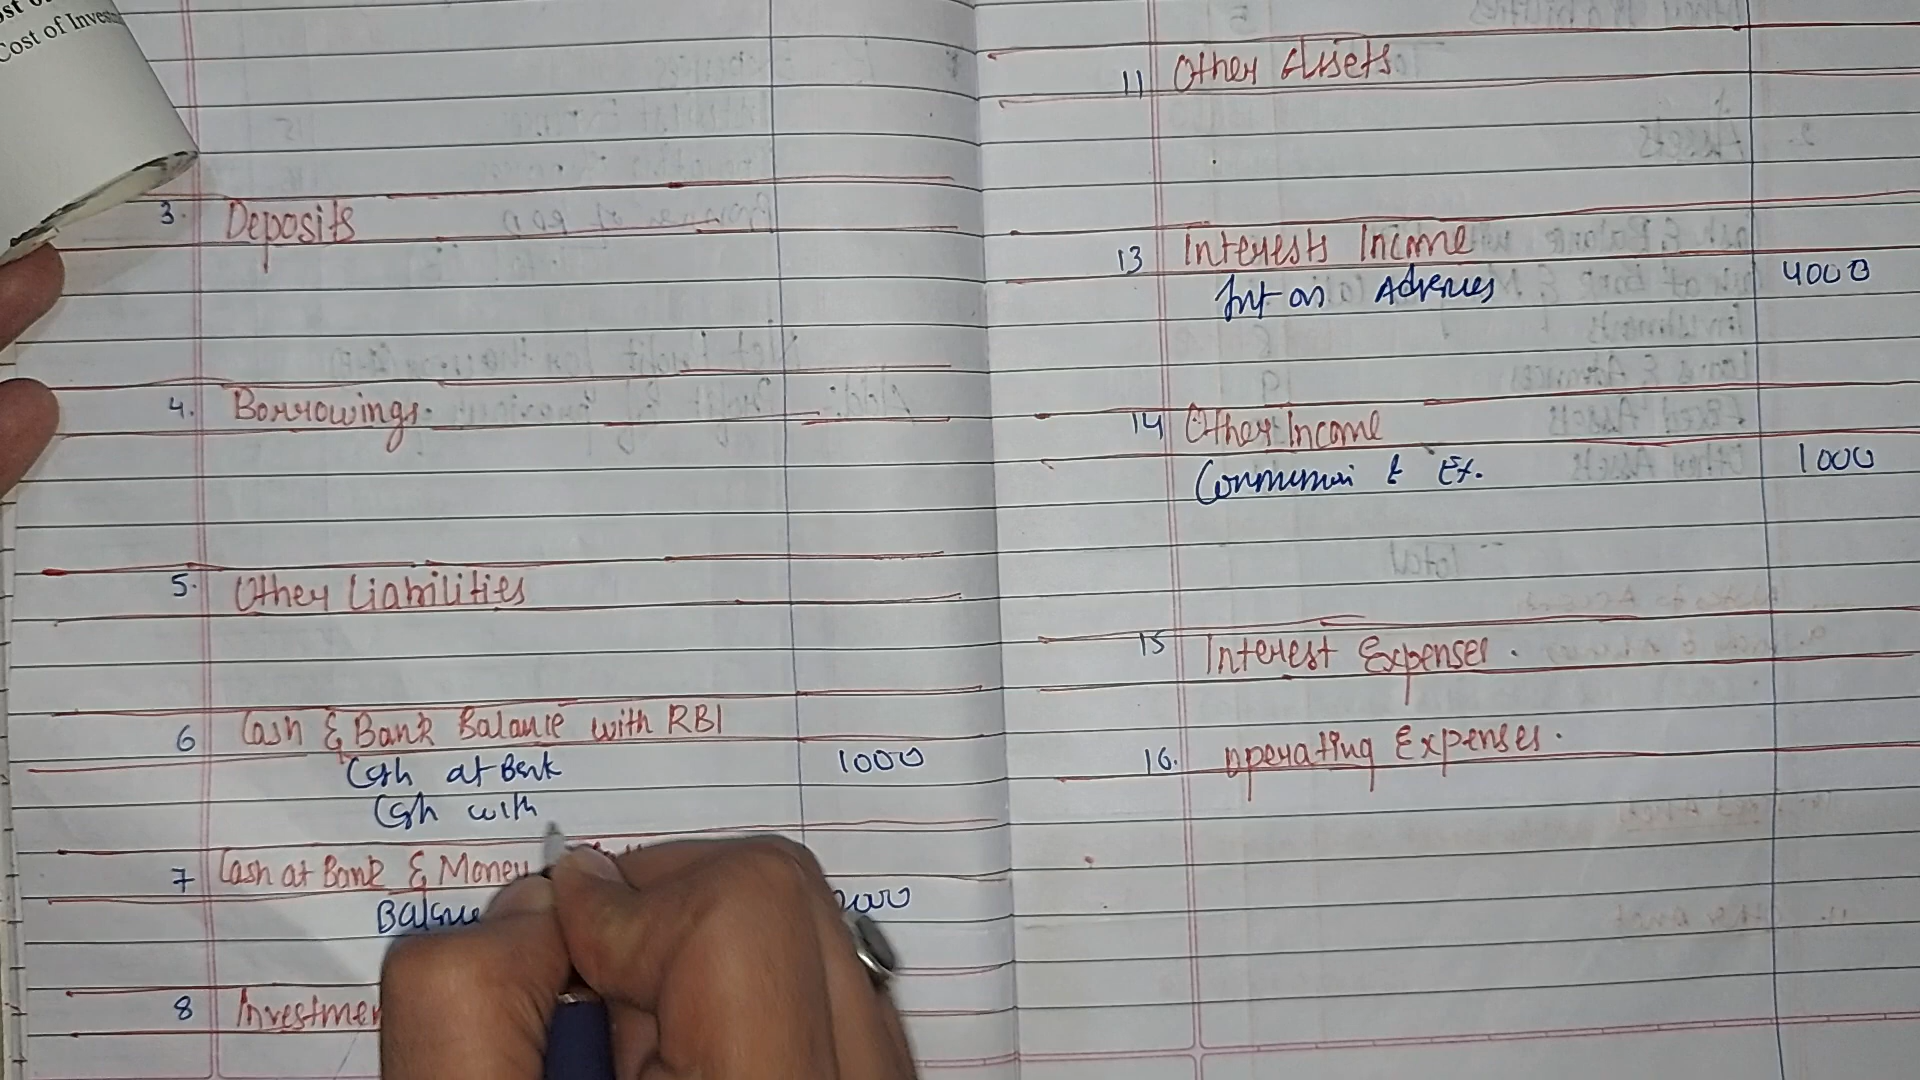 Cost of Invest
3. Deposits
4. Borrowings.
5. Other Liabilities
6 Cash & Bank Balance with RBI
Cash at Bank 1000
Cash with
7 Cash at Bank & Money
Balance
8 Investmen
11 Other Assets
13 Interests Income
Int on Advances 4000
14 Other Income
Commission & Ex. 1000
15 Interest Expenses.
16. Operating Expenses.